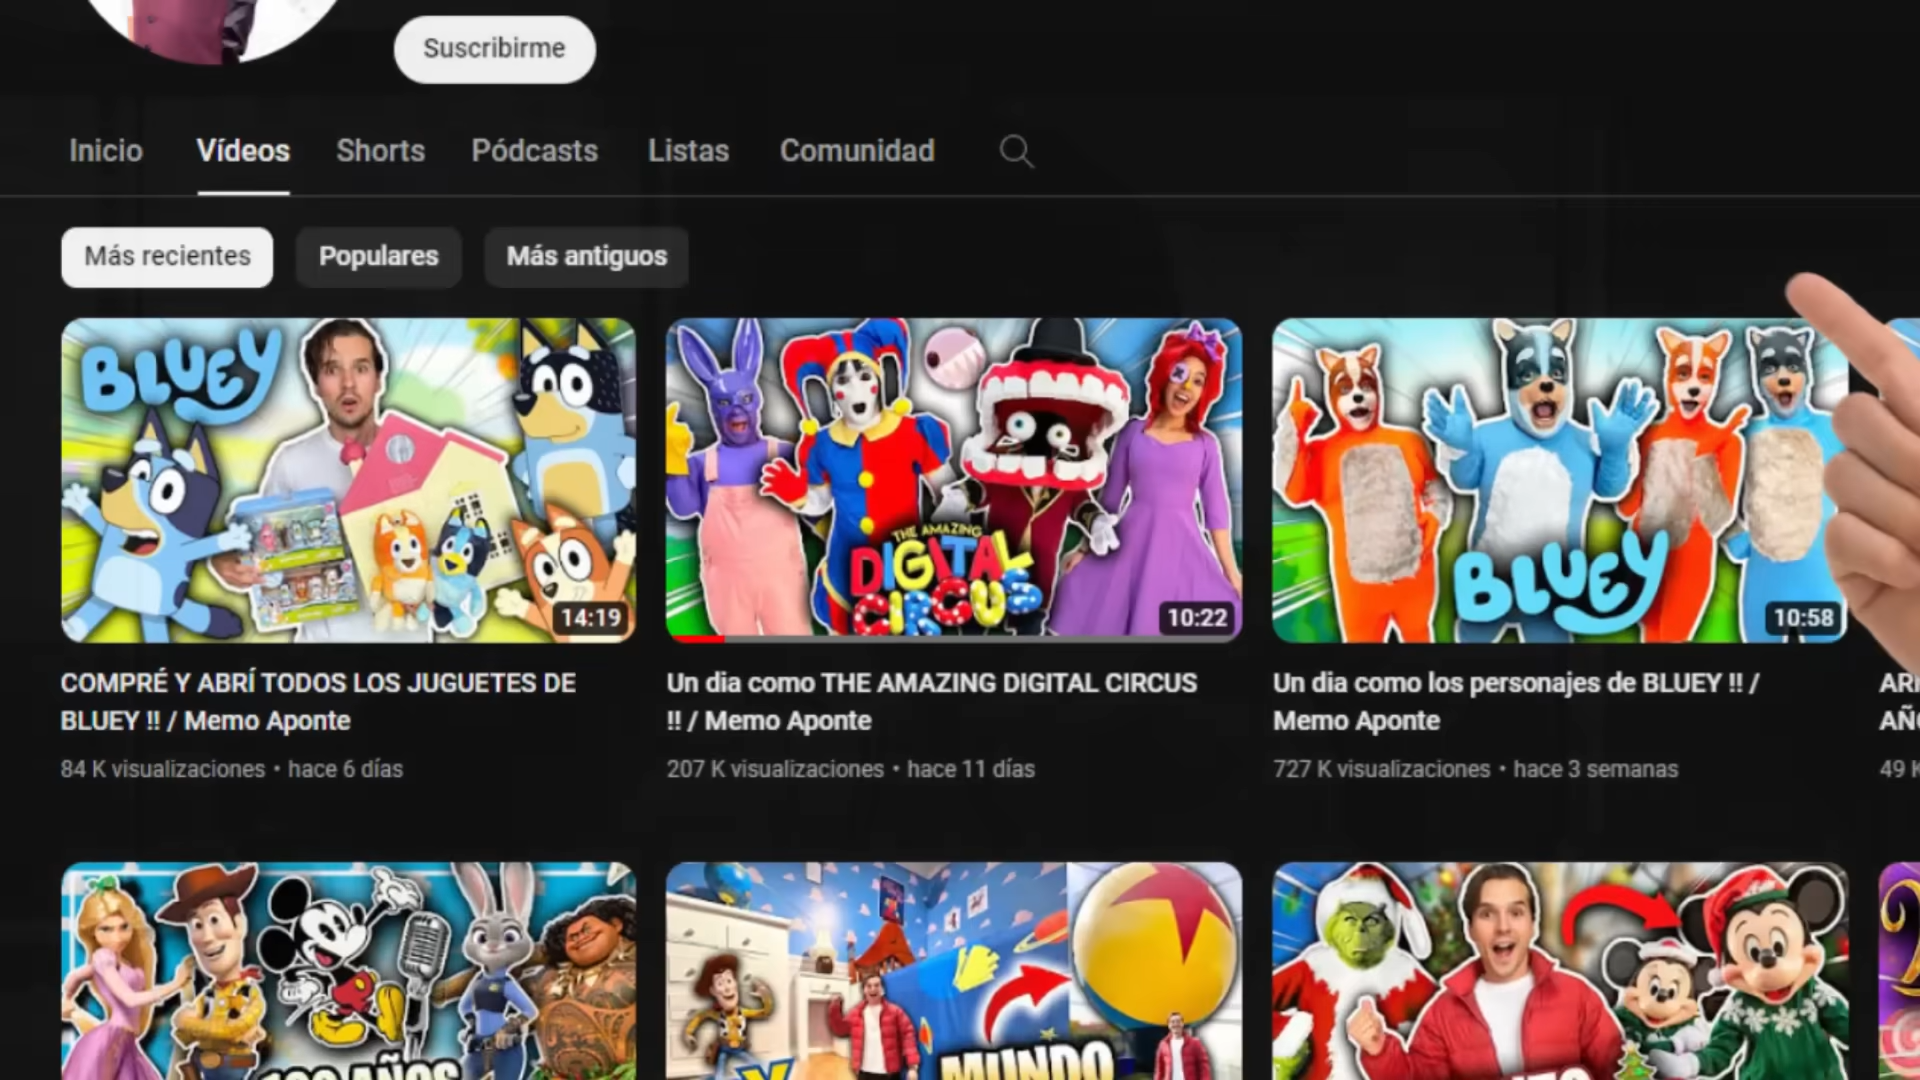 Suscribirme
Inicio
Vídeos
Shorts
Pódcasts
Listas
Comunidad
Más recientes
Populares
Más antiguos
BLUEY
14:19
THE AMAZING
DIGITAL
CIRCUS
10:22
BLUEY
10:58
COMPRÉ Y ABRÍ TODOS LOS JUGUETES DE
BLUEY !! / Memo Aponte
84 K visualizaciones • hace 6 días
Un dia como THE AMAZING DIGITAL CIRCUS
!! / Memo Aponte
207 K visualizaciones • hace 11 días
Un dia como los personajes de BLUEY !! /
Memo Aponte
727 K visualizaciones • hace 3 semanas
49 K
AÑOS
MUNDO